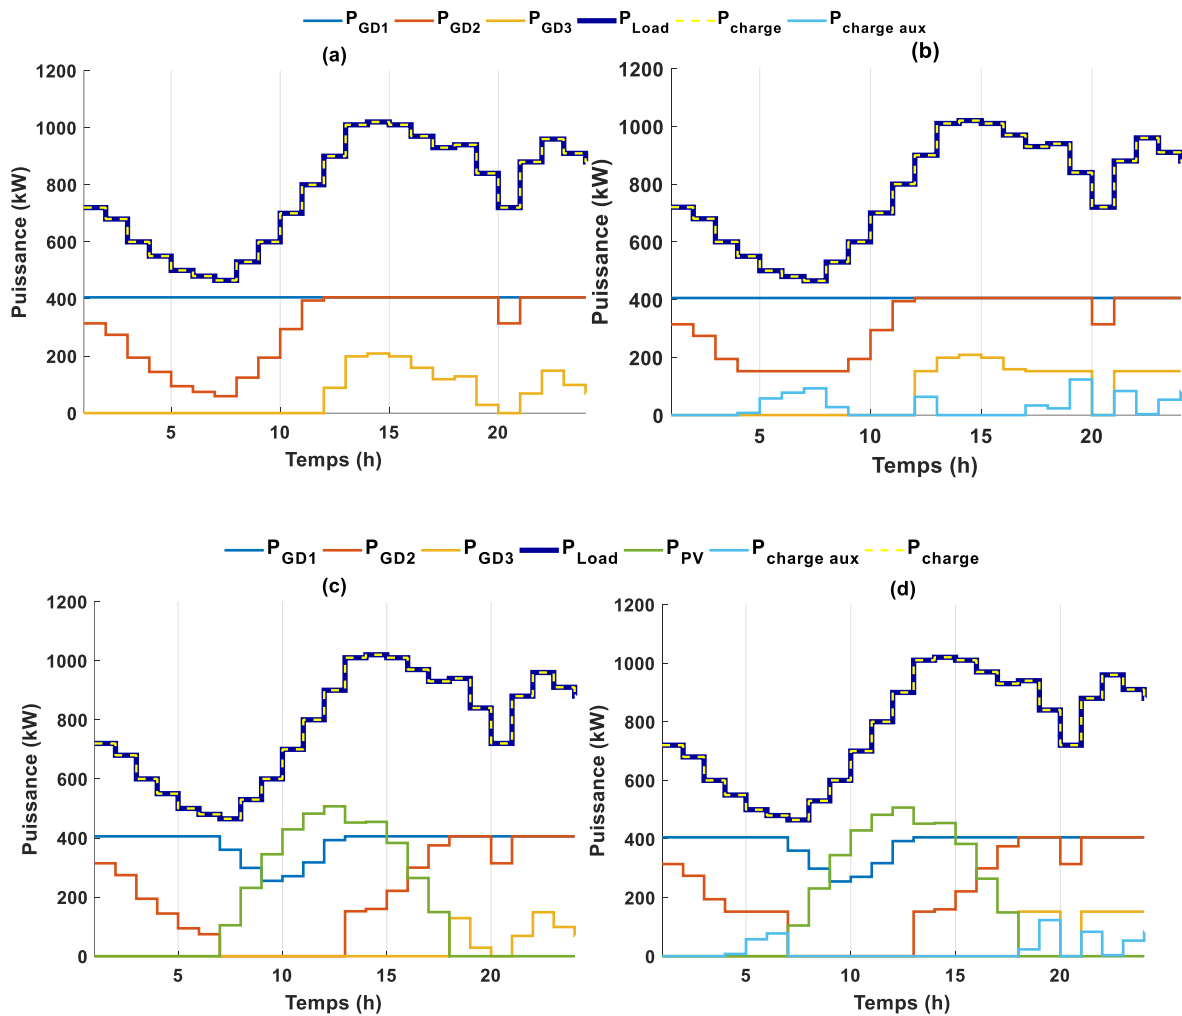 P_GD1 P_GD2 P_GD3 P_Load P_charge P_charge aux
(a) (b)
Puissance (kW)
1200
1000
800
600
400
200
0
5 10 15 20
Temps (h)
Puissance (kW)
1200
1000
800
600
400
200
0
5 10 15 20
Temps (h)
P_GD1 P_GD2 P_GD3 P_Load P_PV P_charge aux P_charge
(c) (d)
Puissance (kW)
1200
1000
800
600
400
200
0
5 10 15 20
Temps (h)
Puissance (kW)
1200
1000
800
600
400
200
0
5 10 15 20
Temps (h)